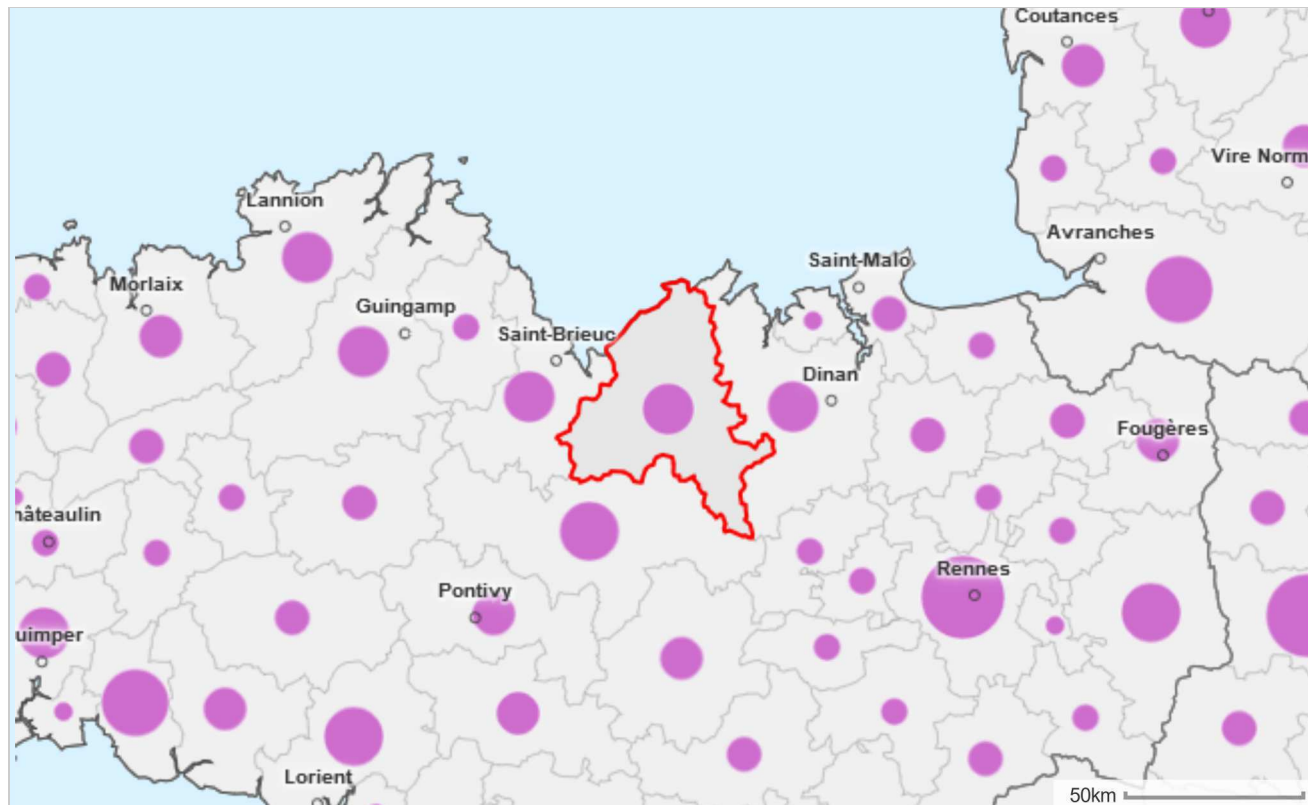 Coutances
Vire Norm
Lannion
Avranches
Saint-Malo
Morlaix
Guingamp
Saint-Brieuc
Dinan
Fougères
hâteaulin
Rennes
Pontivy
uimper
Lorient
50km